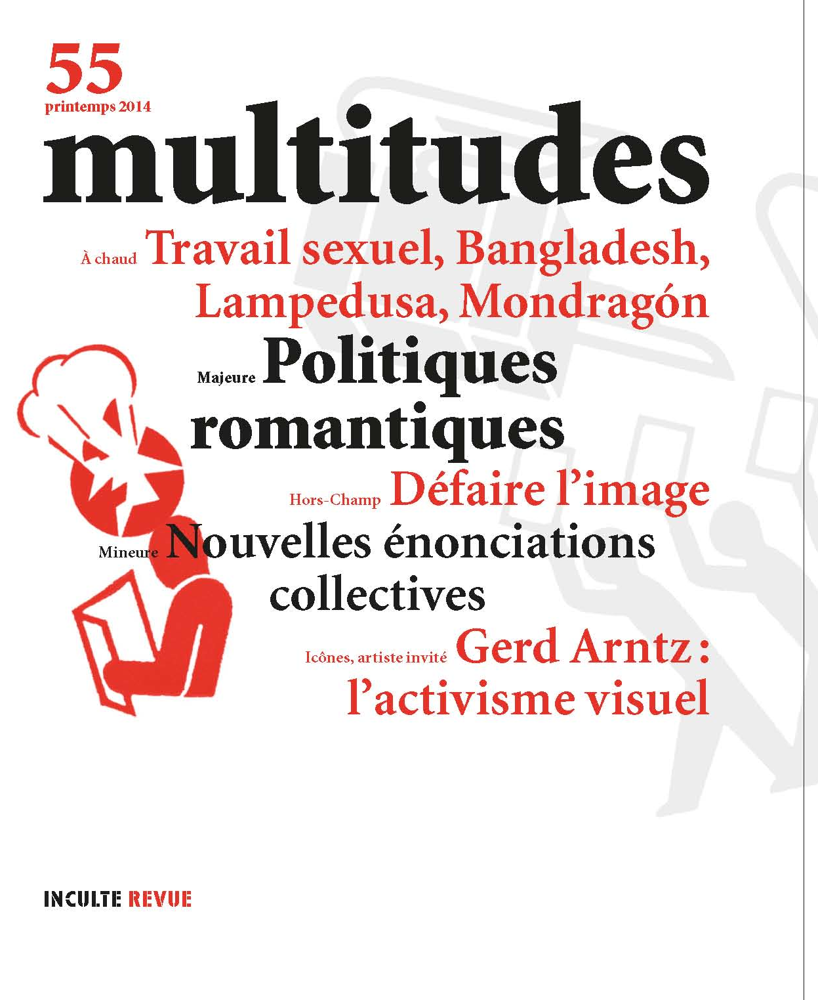 55
printemps 2014
multitudes
À chaud Travail sexuel, Bangladesh,
Lampedusa, Mondragón
Majeure Politiques
romantiques
Hors-Champ Défaire l’image
Mineure Nouvelles énonciations
collectives
Icônes, artiste invité Gerd Arntz :
l’activisme visuel
INCULTE REVUE